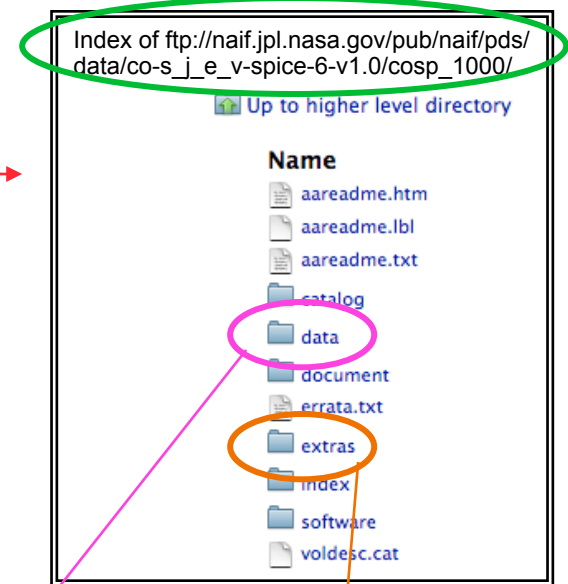 Index of ftp://naif.jpl.nasa.gov/pub/naif/pds/
data/co-s_j_e_v-spice-6-v1.0/cosp_1000/
Up to higher level directory
Name
aareadme.htm
aareadme.lbl
aareadme.txt
catalog
data
document
errata.txt
extras
index
software
voldesc.cat